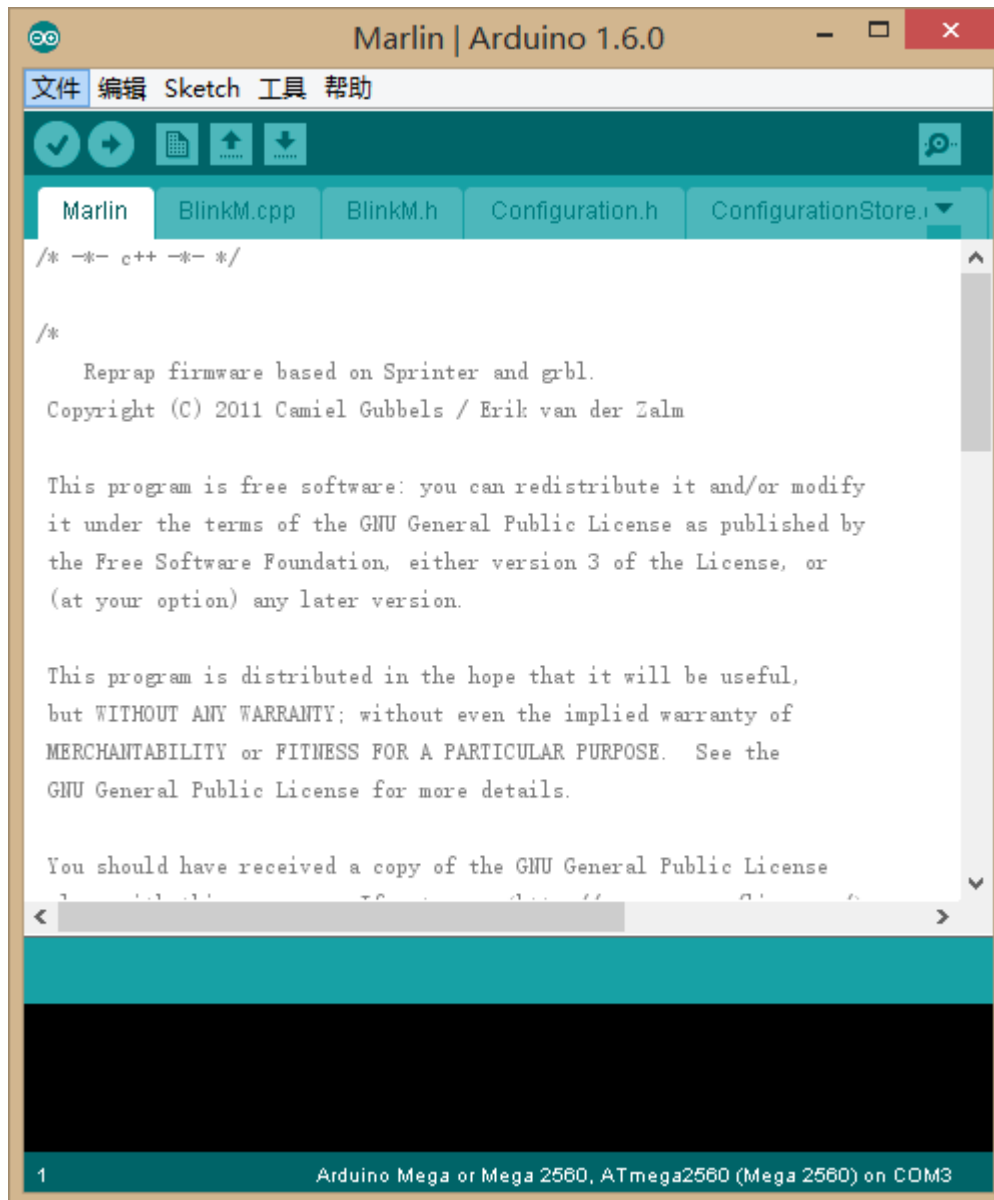 Marlin | Arduino 1.6.0
文件 编辑 Sketch 工具 帮助
Marlin BlinkM.cpp BlinkM.h Configuration.h ConfigurationStore.
/* -*- c++ -*- */
/*
Reprap firmware based on Sprinter and grbl.
Copyright (C) 2011 Camiel Gubbels / Erik van der Zalm
This program is free software: you can redistribute it and/or modify
it under the terms of the GNU General Public License as published by
the Free Software Foundation, either version 3 of the License, or
(at your option) any later version.
This program is distributed in the hope that it will be useful,
but WITHOUT ANY WARRANTY; without even the implied warranty of
MERCHANTABILITY or FITNESS FOR A PARTICULAR PURPOSE.  See the
GNU General Public License for more details.
You should have received a copy of the GNU General Public License
1 Arduino Mega or Mega 2560, ATmega2560 (Mega 2560) on COM3